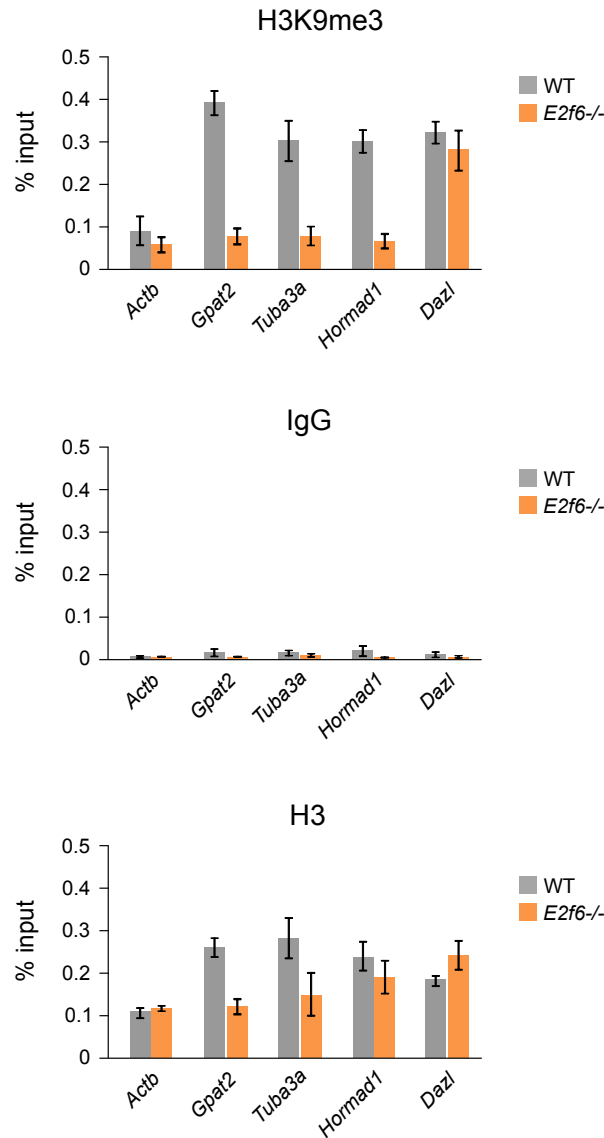 H3K9me3
% input
0.5
0.4
0.3
0.2
0.1
0
WT
E2f6-/-
Actb
Gpat2
Tuba3a
Hormad1
Dazl
IgG
% input
0.5
0.4
0.3
0.2
0.1
0
WT
E2f6-/-
Actb
Gpat2
Tuba3a
Hormad1
Dazl
H3
% input
0.5
0.4
0.3
0.2
0.1
0
WT
E2f6-/-
Actb
Gpat2
Tuba3a
Hormad1
Dazl